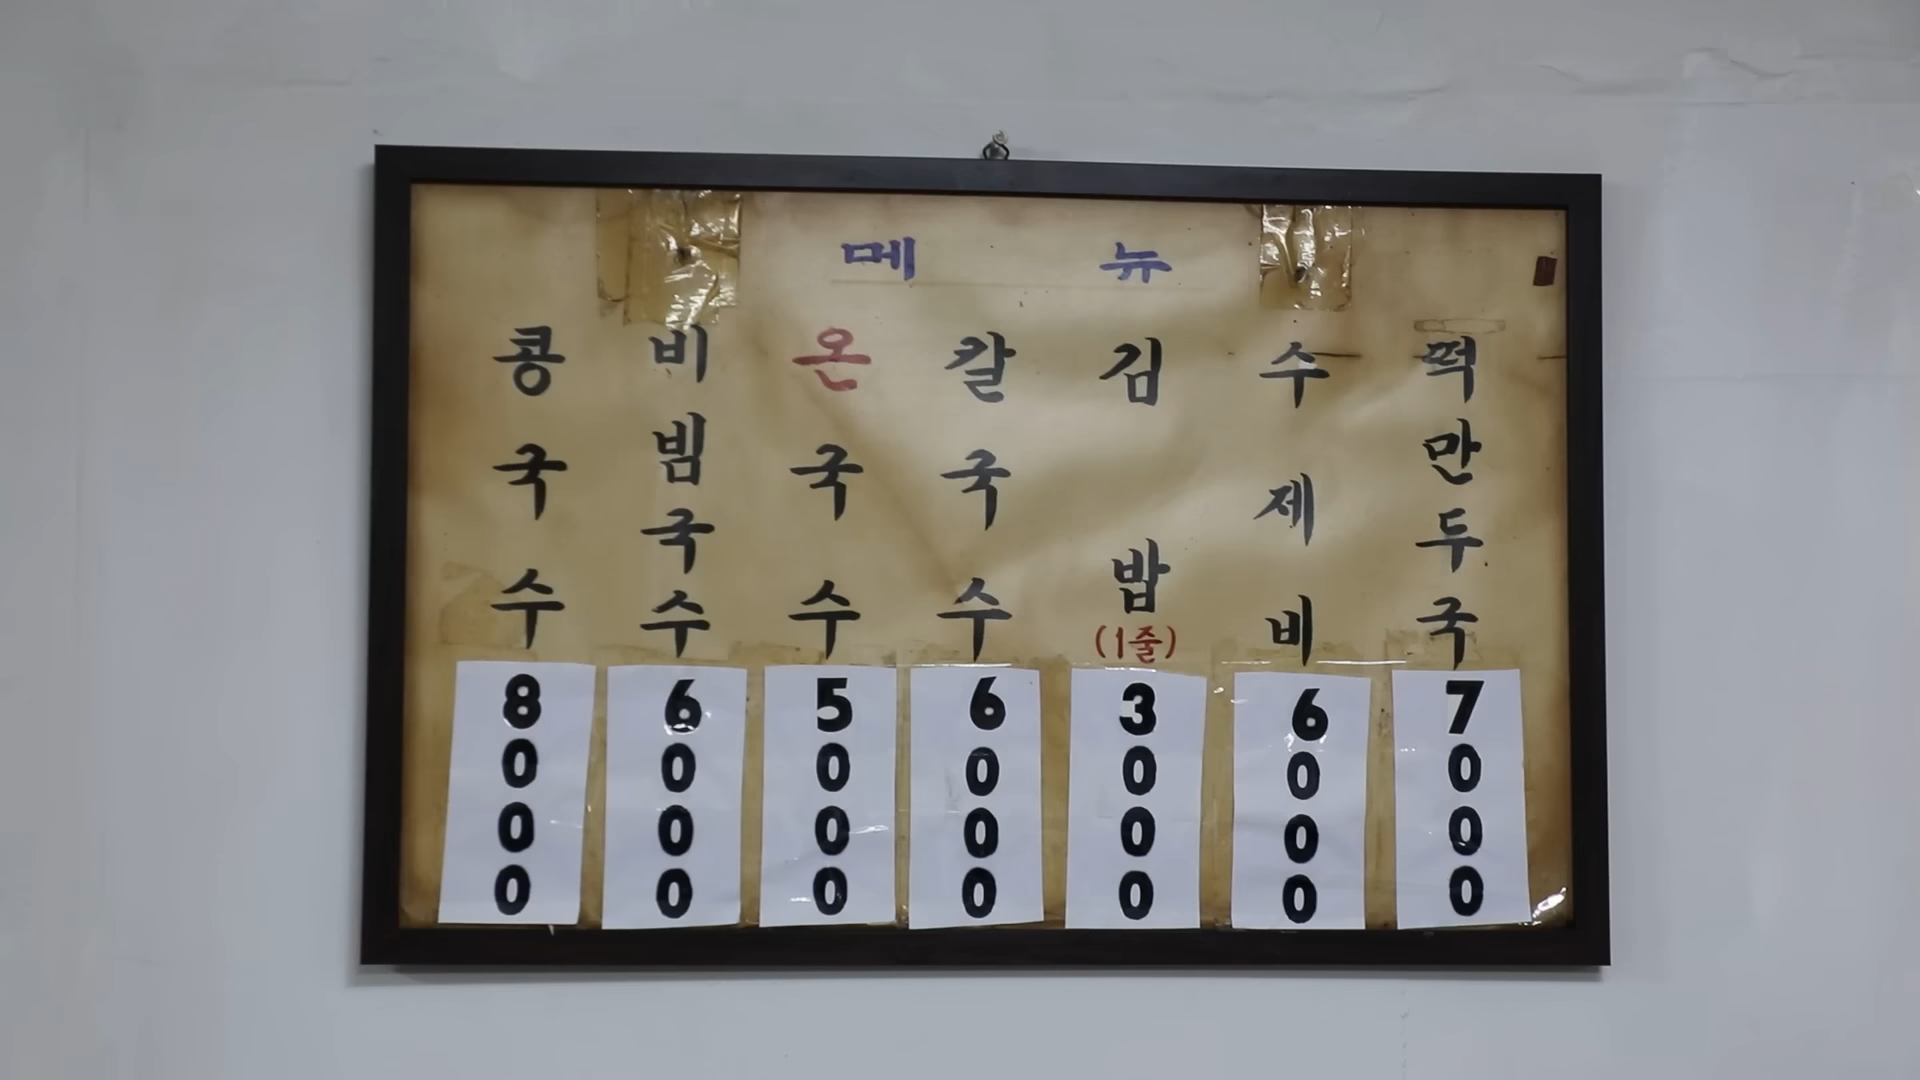 메 뉴
콩국수 8000
비빔국수 6000
온국수 5000
칼국수 6000
김밥 (1줄) 3000
수제비 6000
떡만두국 7000